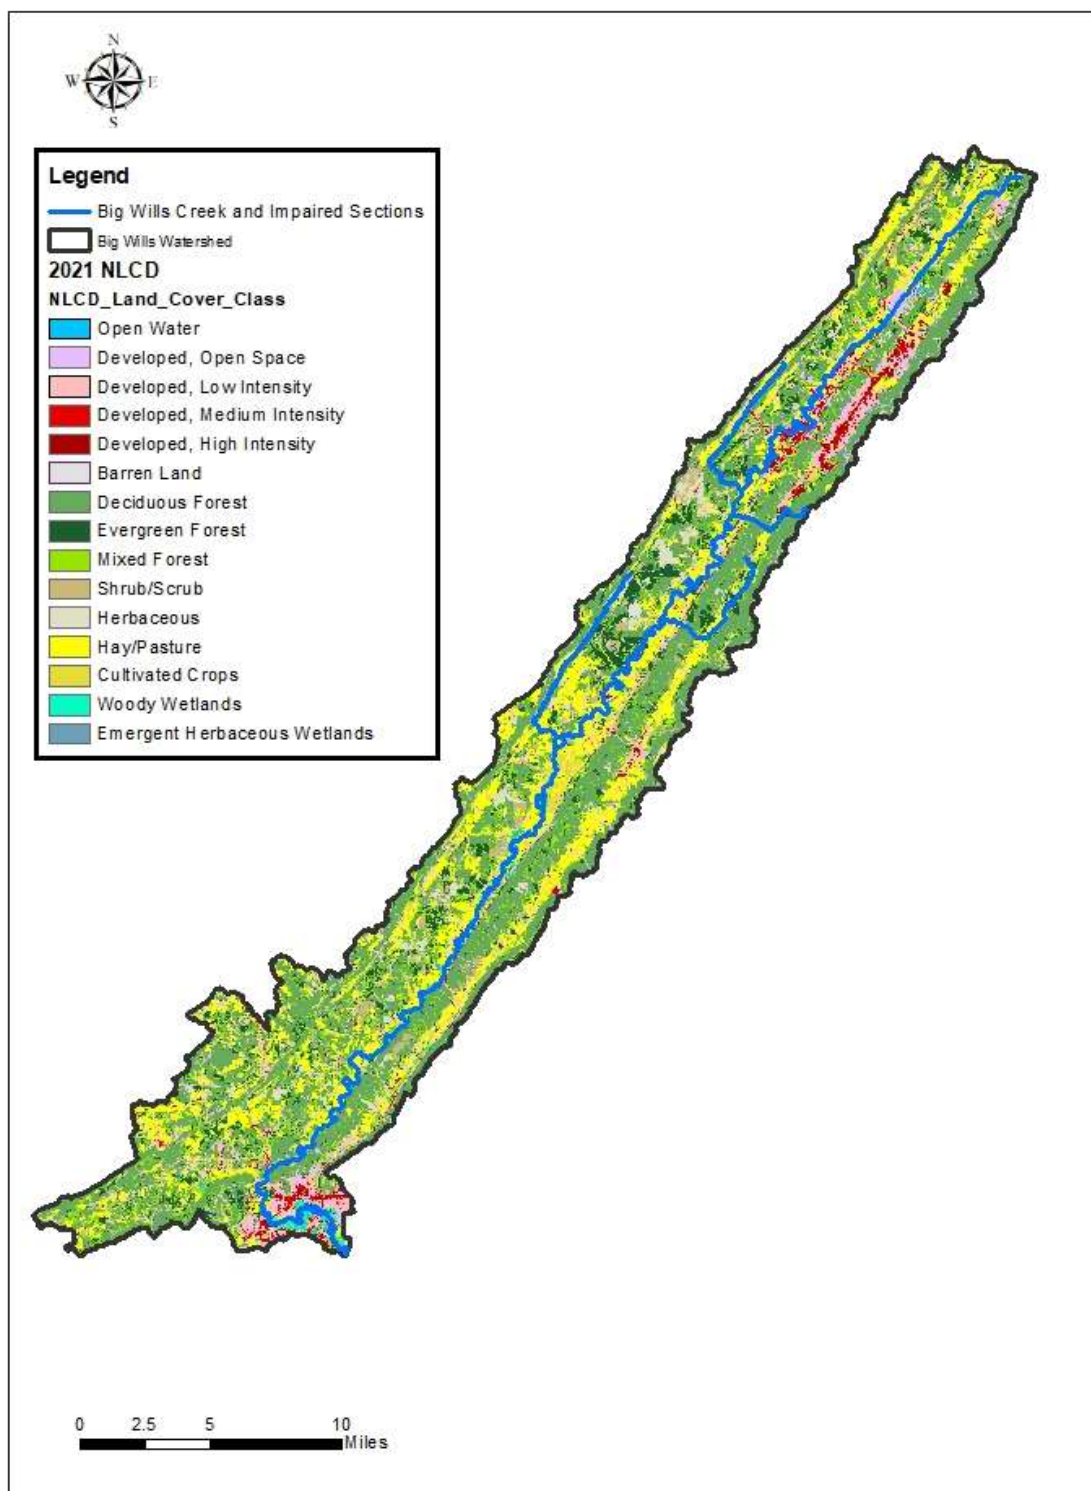 N
W E
S
Legend
Big Wills Creek and Impaired Sections
Big Wills Watershed
2021 NLCD
NLCD_Land_Cover_Class
Open Water
Developed, Open Space
Developed, Low Intensity
Developed, Medium Intensity
Developed, High Intensity
Barren Land
Deciduous Forest
Evergreen Forest
Mixed Forest
Shrub/Scrub
Herbaceous
Hay/Pasture
Cultivated Crops
Woody Wetlands
Emergent Herbaceous Wetlands
0 2.5 5 10
Miles